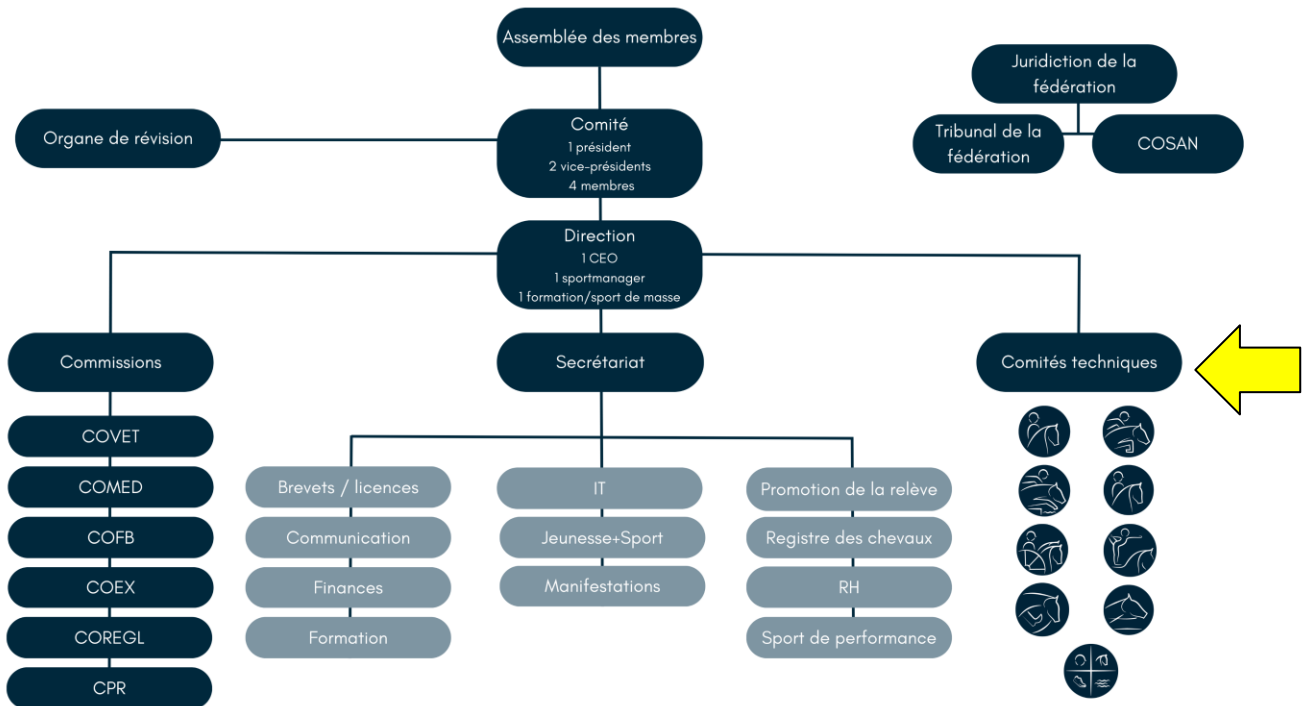 Assemblée des membres
Juridiction de la
fédération
Organe de révision
Comité
1 président
2 vice-présidents
4 membres
Tribunal de la
fédération
COSAN
Direction
1 CEO
1 sportmanager
1 formation/sport de masse
Commissions
Secrétariat
Comités techniques
COVET
COMED
COFB
COEX
COREGL
CPR
Brevets / licences
Communication
Finances
Formation
IT
Jeunesse+Sport
Manifestations
Promotion de la relève
Registre des chevaux
RH
Sport de performance